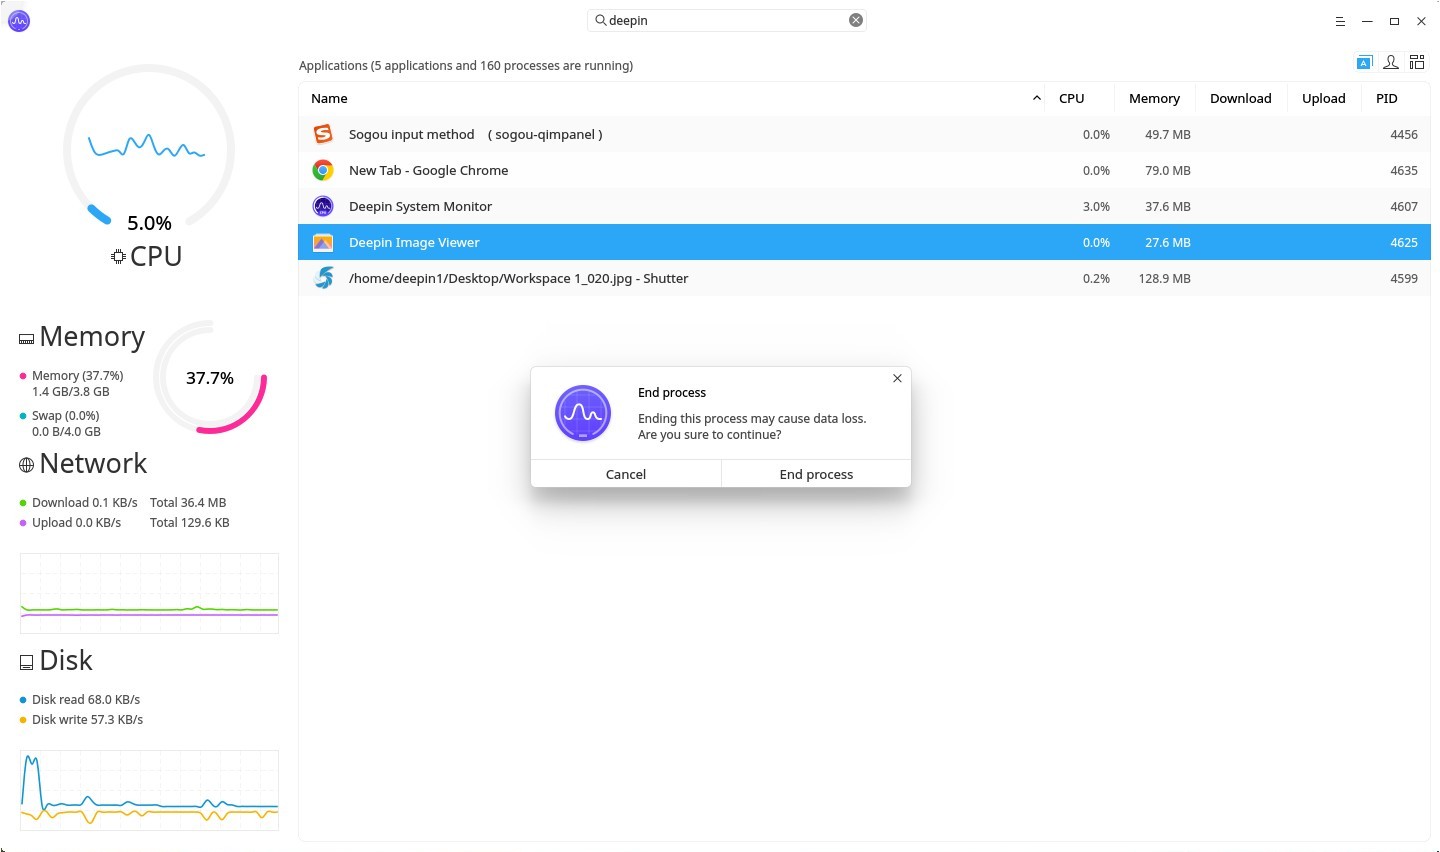 deepin
Applications (5 applications and 160 processes are running)
Name CPU Memory Download Upload PID
Sogou input method ( sogou-qimpanel ) 0.0% 49.7 MB 4456
New Tab - Google Chrome 0.0% 79.0 MB 4635
Deepin System Monitor 3.0% 37.6 MB 4607
Deepin Image Viewer 0.0% 27.6 MB 4625
/home/deepin1/Desktop/Workspace 1_020.jpg - Shutter 0.2% 128.9 MB 4599
5.0%
CPU
Memory
37.7%
Memory (37.7%)
1.4 GB/3.8 GB
Swap (0.0%)
0.0 B/4.0 GB
Network
Download 0.1 KB/s Total 36.4 MB
Upload 0.0 KB/s Total 129.6 KB
Disk
Disk read 68.0 KB/s
Disk write 57.3 KB/s
End process
Ending this process may cause data loss.
Are you sure to continue?
Cancel End process